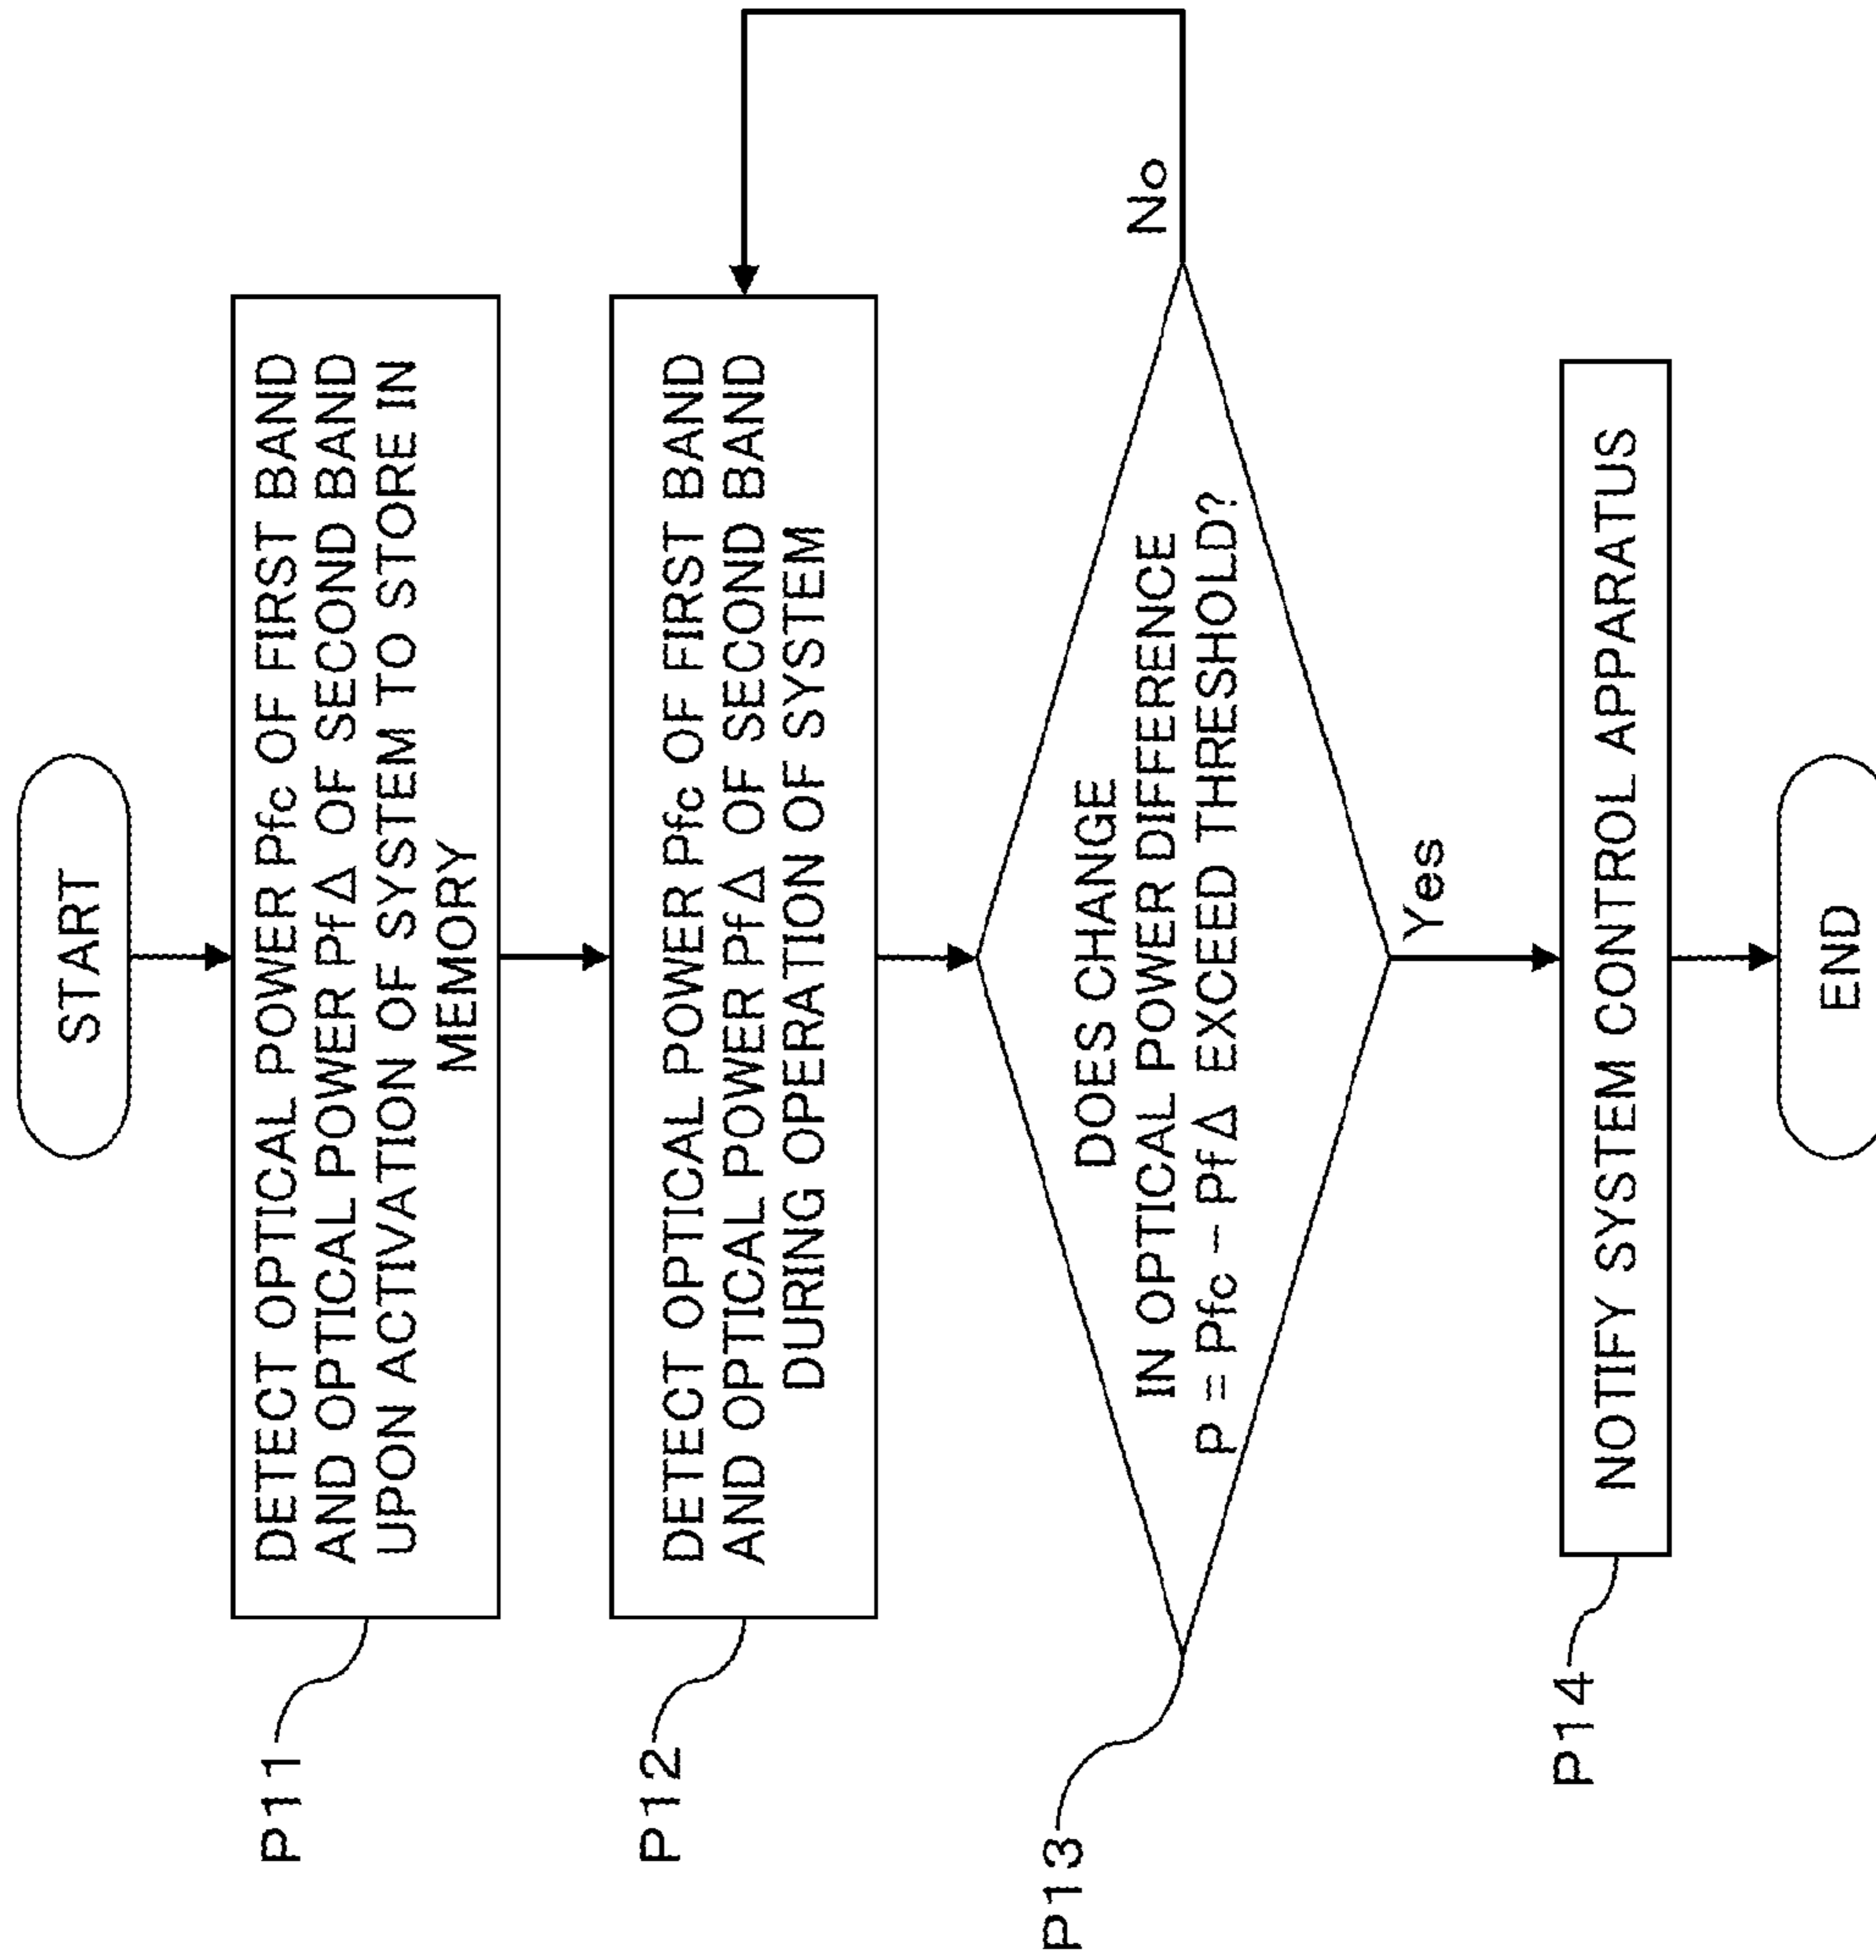 START
P11
DETECT OPTICAL POWER Pfc OF FIRST BAND
AND OPTICAL POWER PfΔ OF SECOND BAND
UPON ACTIVATION OF SYSTEM TO STORE IN
MEMORY
P12
DETECT OPTICAL POWER Pfc OF FIRST BAND
AND OPTICAL POWER PfΔ OF SECOND BAND
DURING OPERATION OF SYSTEM
P13
DOES CHANGE
IN OPTICAL POWER DIFFERENCE
P = Pfc - PfΔ EXCEED THRESHOLD?
No
Yes
P14
NOTIFY SYSTEM CONTROL APPARATUS
END